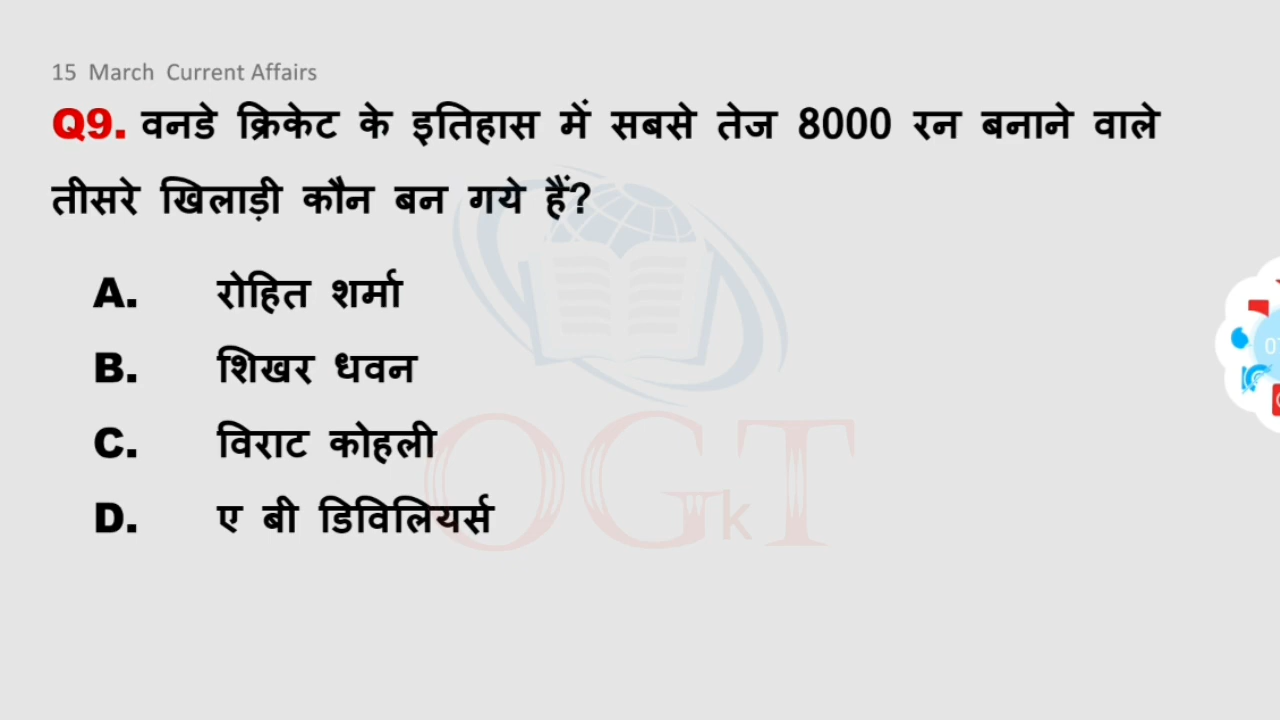 15 March Current Affairs
Q9. वनडे क्रिकेट के इतिहास में सबसे तेज 8000 रन बनाने वाले
तीसरे खिलाड़ी कौन बन गये हैं?
A. रोहित शर्मा
B. शिखर धवन
C. विराट कोहली
D. ए बी डिविलियर्स
OGkT